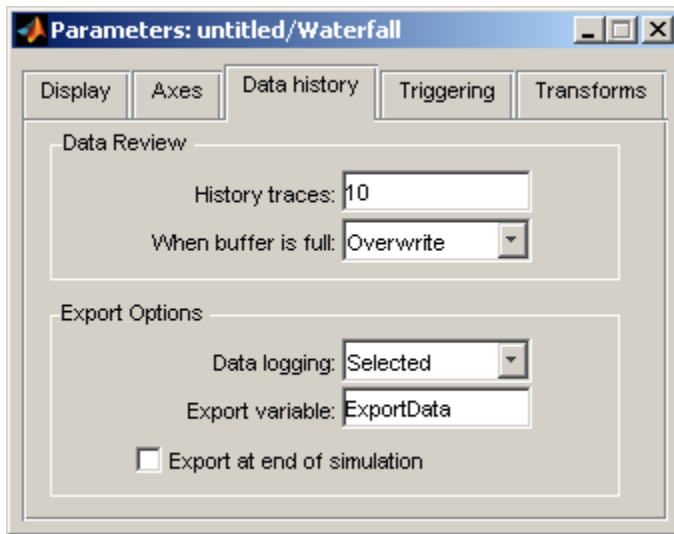 Parameters: untitled/Waterfall
Display Axes Data history Triggering Transforms
Data Review
History traces: 10
When buffer is full: Overwrite
Export Options
Data logging: Selected
Export variable: ExportData
Export at end of simulation